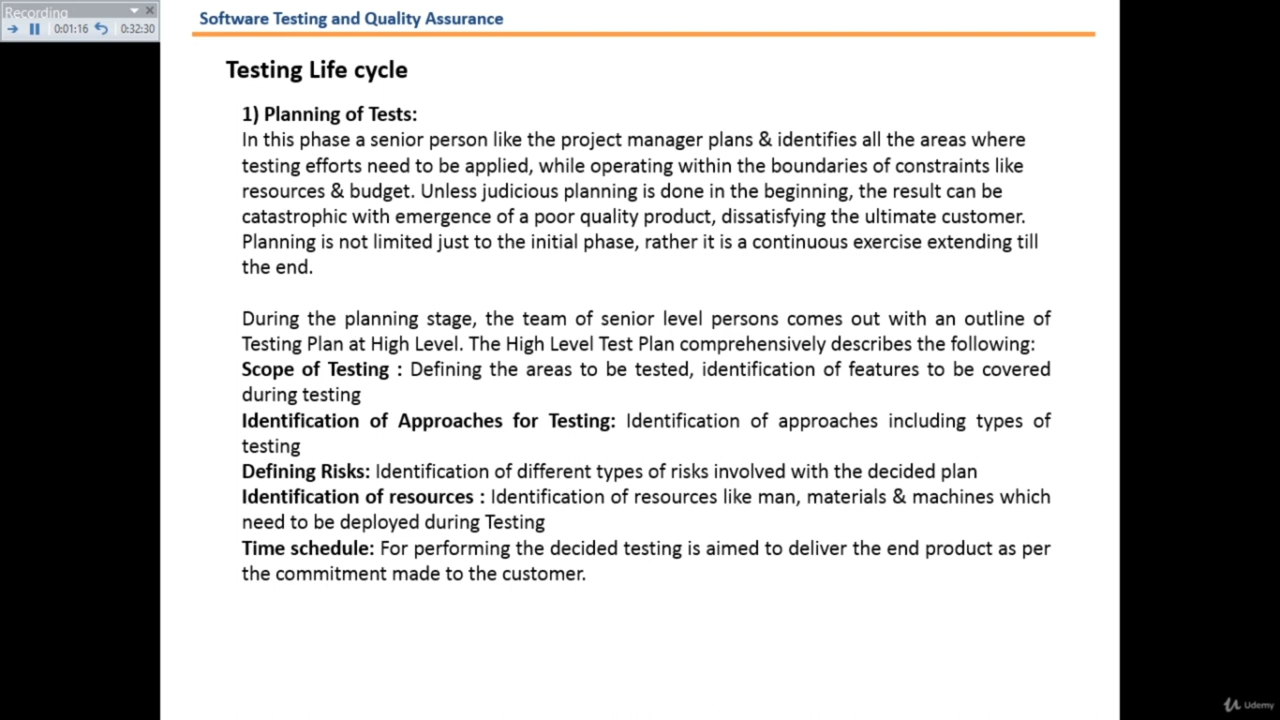 Recording
0:01:16 0:32:30
Software Testing and Quality Assurance
Testing Life cycle
1) Planning of Tests:
In this phase a senior person like the project manager plans & identifies all the areas where
testing efforts need to be applied, while operating within the boundaries of constraints like
resources & budget. Unless judicious planning is done in the beginning, the result can be
catastrophic with emergence of a poor quality product, dissatisfying the ultimate customer.
Planning is not limited just to the initial phase, rather it is a continuous exercise extending till
the end.
During the planning stage, the team of senior level persons comes out with an outline of
Testing Plan at High Level. The High Level Test Plan comprehensively describes the following:
Scope of Testing : Defining the areas to be tested, identification of features to be covered
during testing
Identification of Approaches for Testing: Identification of approaches including types of
testing
Defining Risks: Identification of different types of risks involved with the decided plan
Identification of resources : Identification of resources like man, materials & machines which
need to be deployed during Testing
Time schedule: For performing the decided testing is aimed to deliver the end product as per
the commitment made to the customer.
Udemy